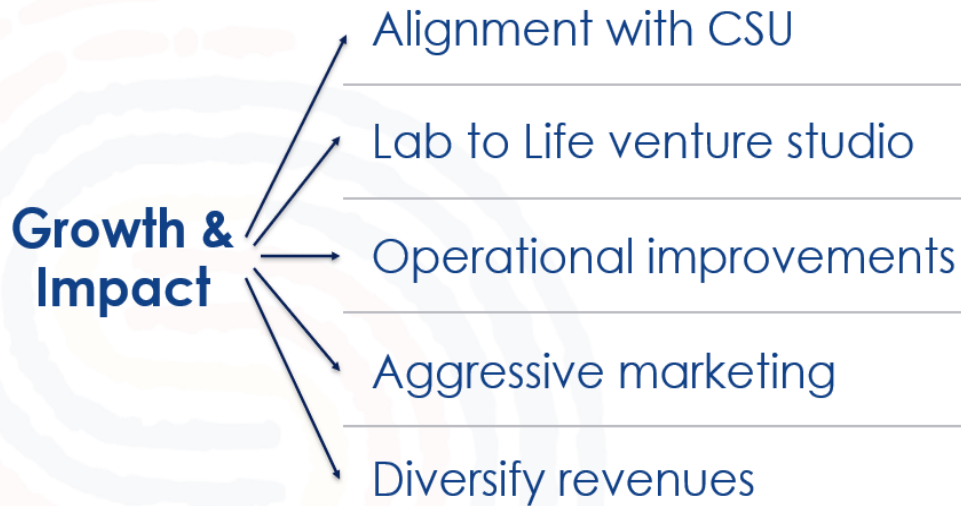 Growth &
Impact
Alignment with CSU
Lab to Life venture studio
Operational improvements
Aggressive marketing
Diversify revenues